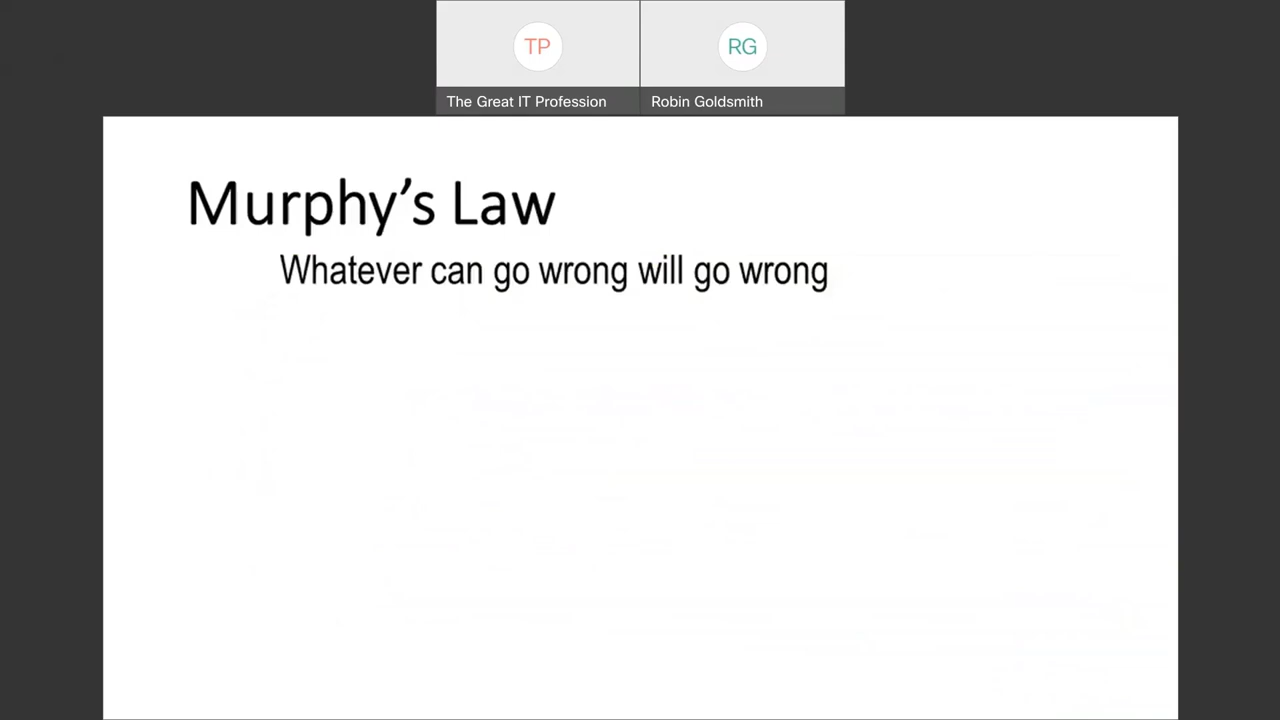 TP
RG
The Great IT Profession
Robin Goldsmith
Murphy’s Law
Whatever can go wrong will go wrong